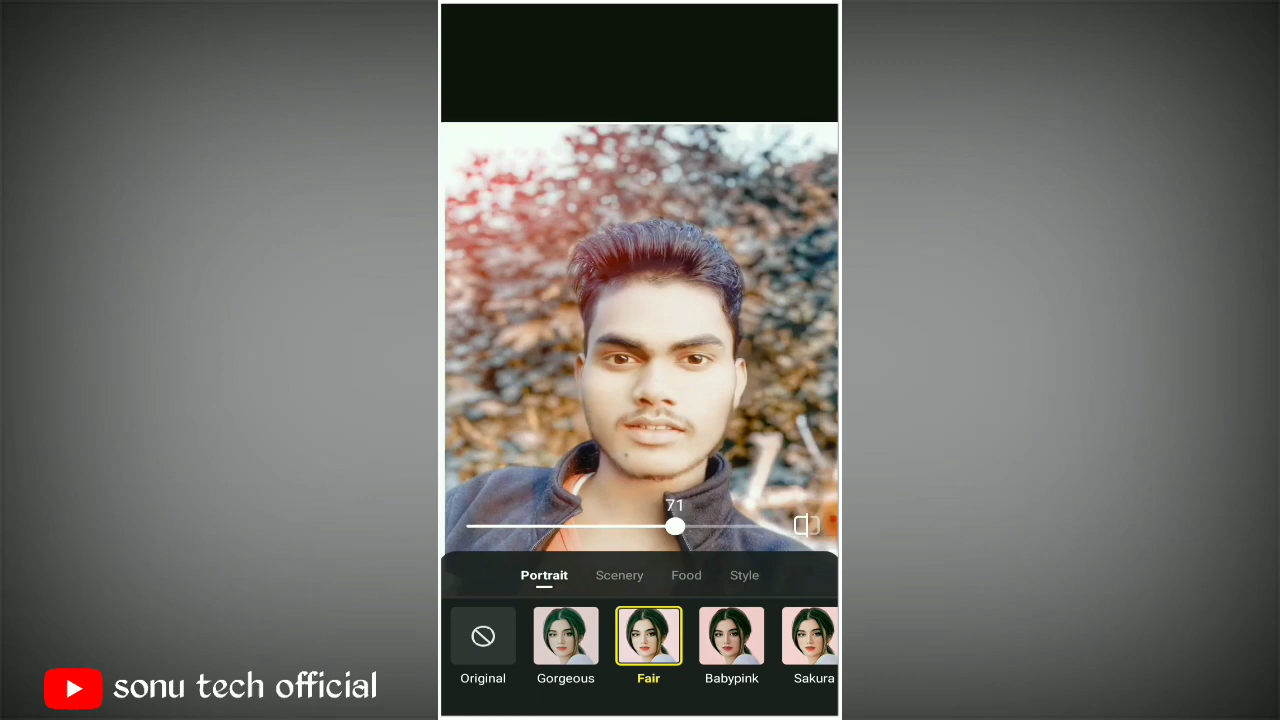 71
Portrait Scenery Food Style
Original Gorgeous Fair Babypink Sakura
sonu tech official